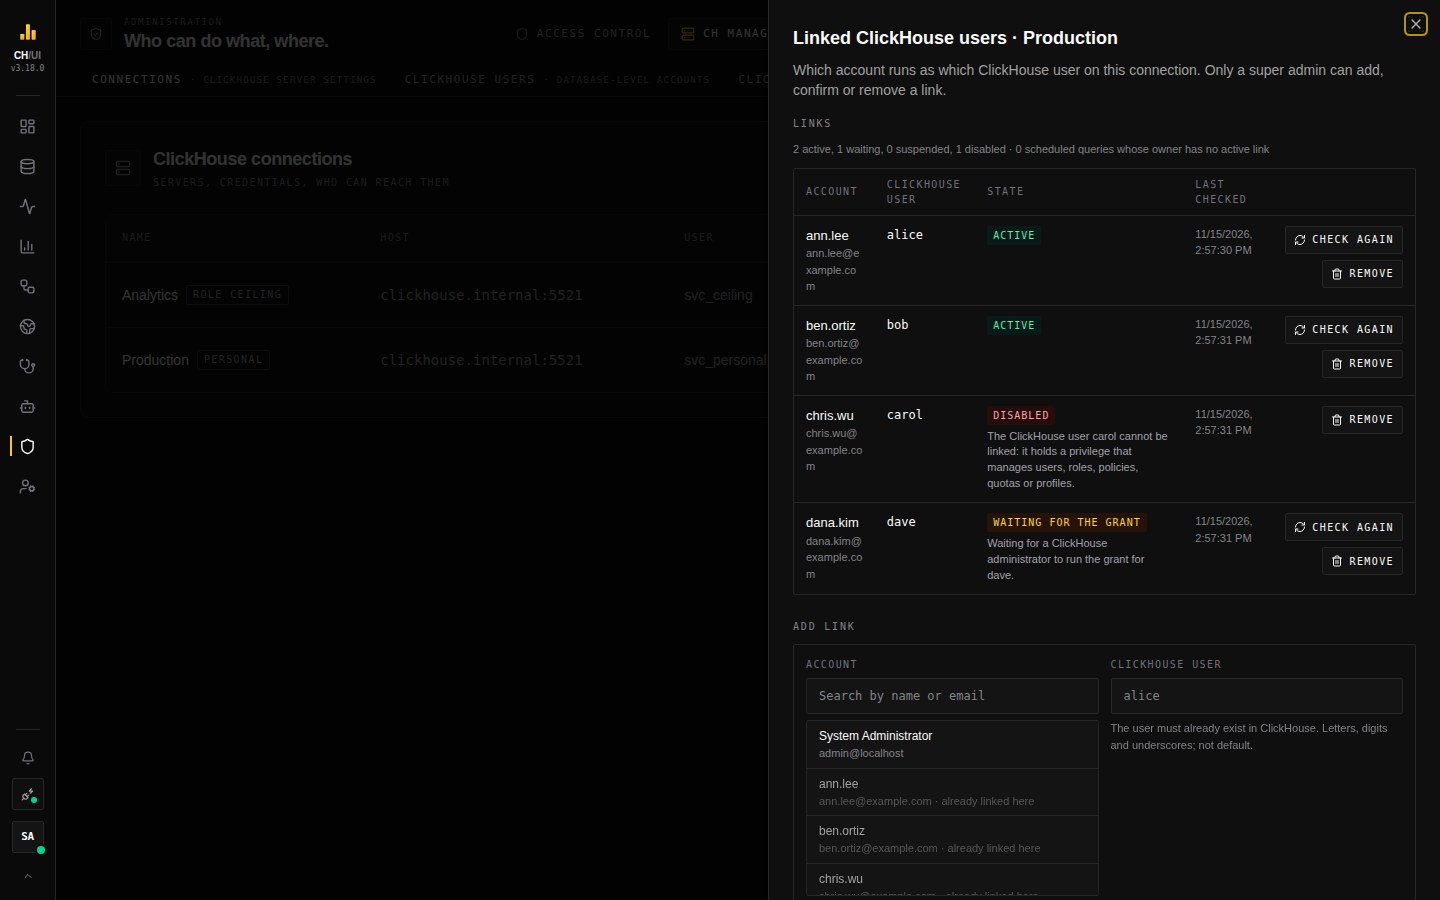 CH/UI
v3.18.0
SA
ADMINISTRATION
Who can do what, where.
ACCESS CONTROL
CH MANAG
CONNECTIONS · CLICKHOUSE SERVER SETTINGS
CLICKHOUSE USERS · DATABASE-LEVEL ACCOUNTS
CLIC
ClickHouse connections
SERVERS, CREDENTIALS, WHO CAN REACH THEM
NAME HOST USER
Analytics ROLE CEILING clickhouse.internal:5521 svc_ceiling
Production PERSONAL clickhouse.internal:5521 svc_personal
Linked ClickHouse users · Production
Which account runs as which ClickHouse user on this connection. Only a super admin can add,
confirm or remove a link.
LINKS
2 active, 1 waiting, 0 suspended, 1 disabled · 0 scheduled queries whose owner has no active link
ACCOUNT
CLICKHOUSE
USER
STATE
LAST
CHECKED
ann.lee
ann.lee@e
xample.co
m
alice
ACTIVE
11/15/2026,
2:57:30 PM
CHECK AGAIN
REMOVE
ben.ortiz
ben.ortiz@
example.co
m
bob
ACTIVE
11/15/2026,
2:57:31 PM
CHECK AGAIN
REMOVE
chris.wu
chris.wu@
example.co
m
carol
DISABLED
The ClickHouse user carol cannot be
linked: it holds a privilege that
manages users, roles, policies,
quotas or profiles.
11/15/2026,
2:57:31 PM
REMOVE
dana.kim
dana.kim@
example.co
m
dave
WAITING FOR THE GRANT
Waiting for a ClickHouse
administrator to run the grant for
dave.
11/15/2026,
2:57:31 PM
CHECK AGAIN
REMOVE
ADD LINK
ACCOUNT
Search by name or email
System Administrator
admin@localhost
ann.lee
ann.lee@example.com · already linked here
ben.ortiz
ben.ortiz@example.com · already linked here
chris.wu
chris.wu@example.com · already linked here
CLICKHOUSE USER
alice
The user must already exist in ClickHouse. Letters, digits
and underscores; not default.